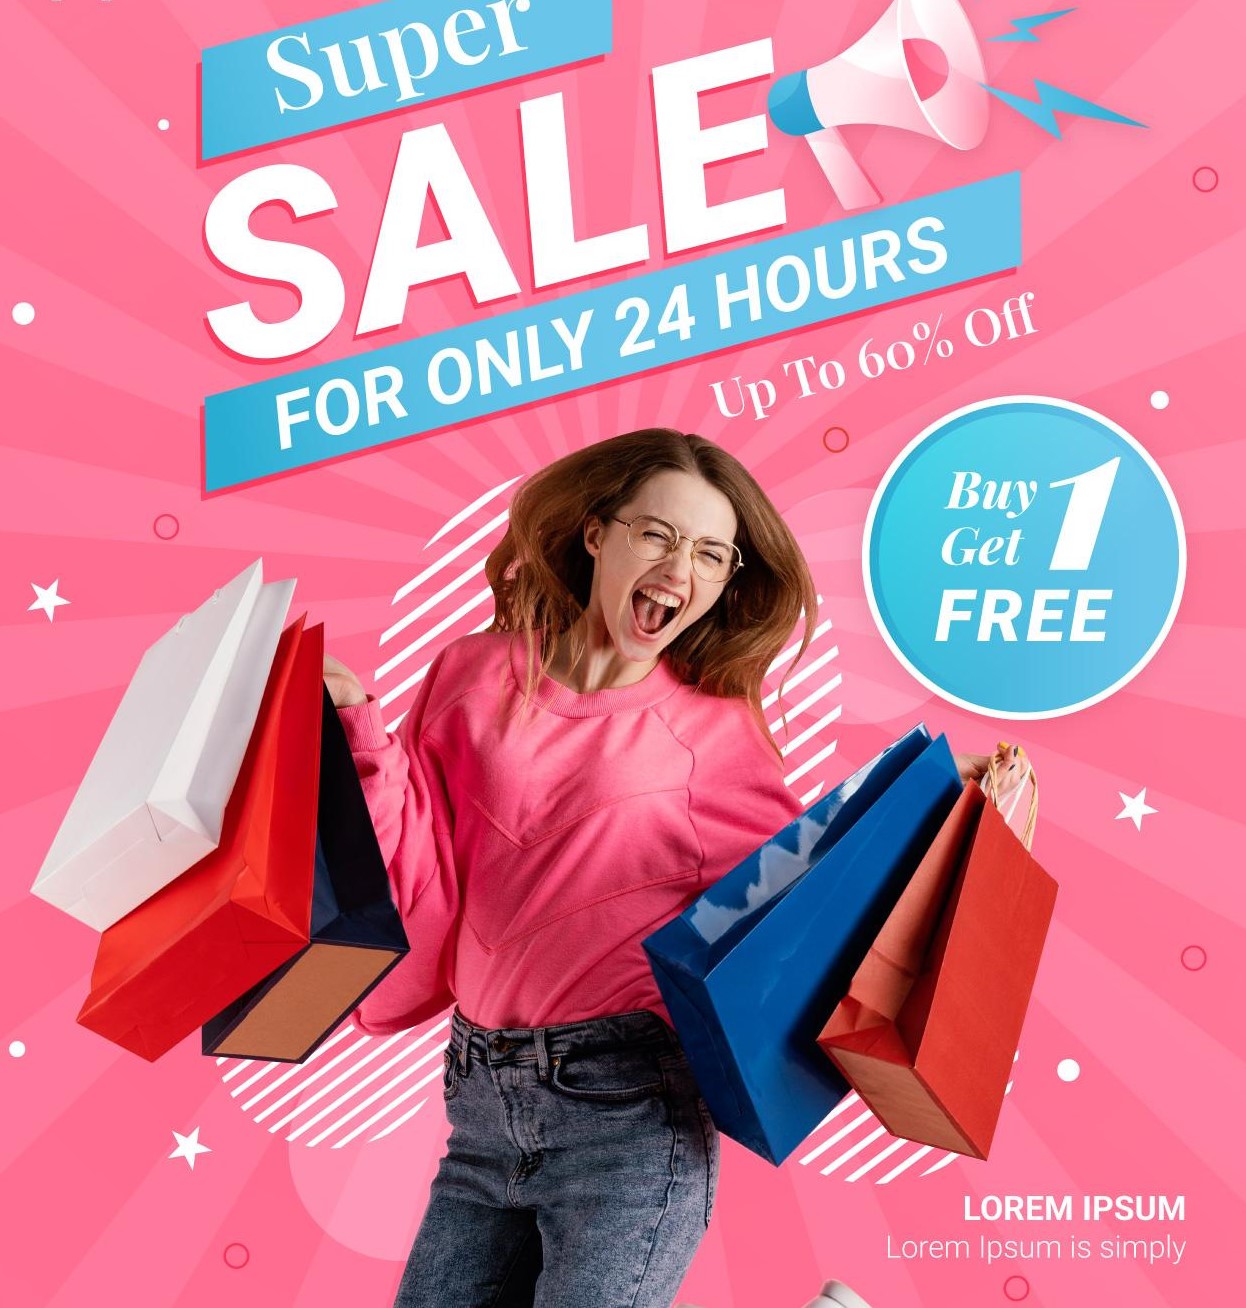 Super
SALE
FOR ONLY 24 HOURS
Up To 60% Off
Buy 1
Get
FREE
LOREM IPSUM
Lorem Ipsum is simply